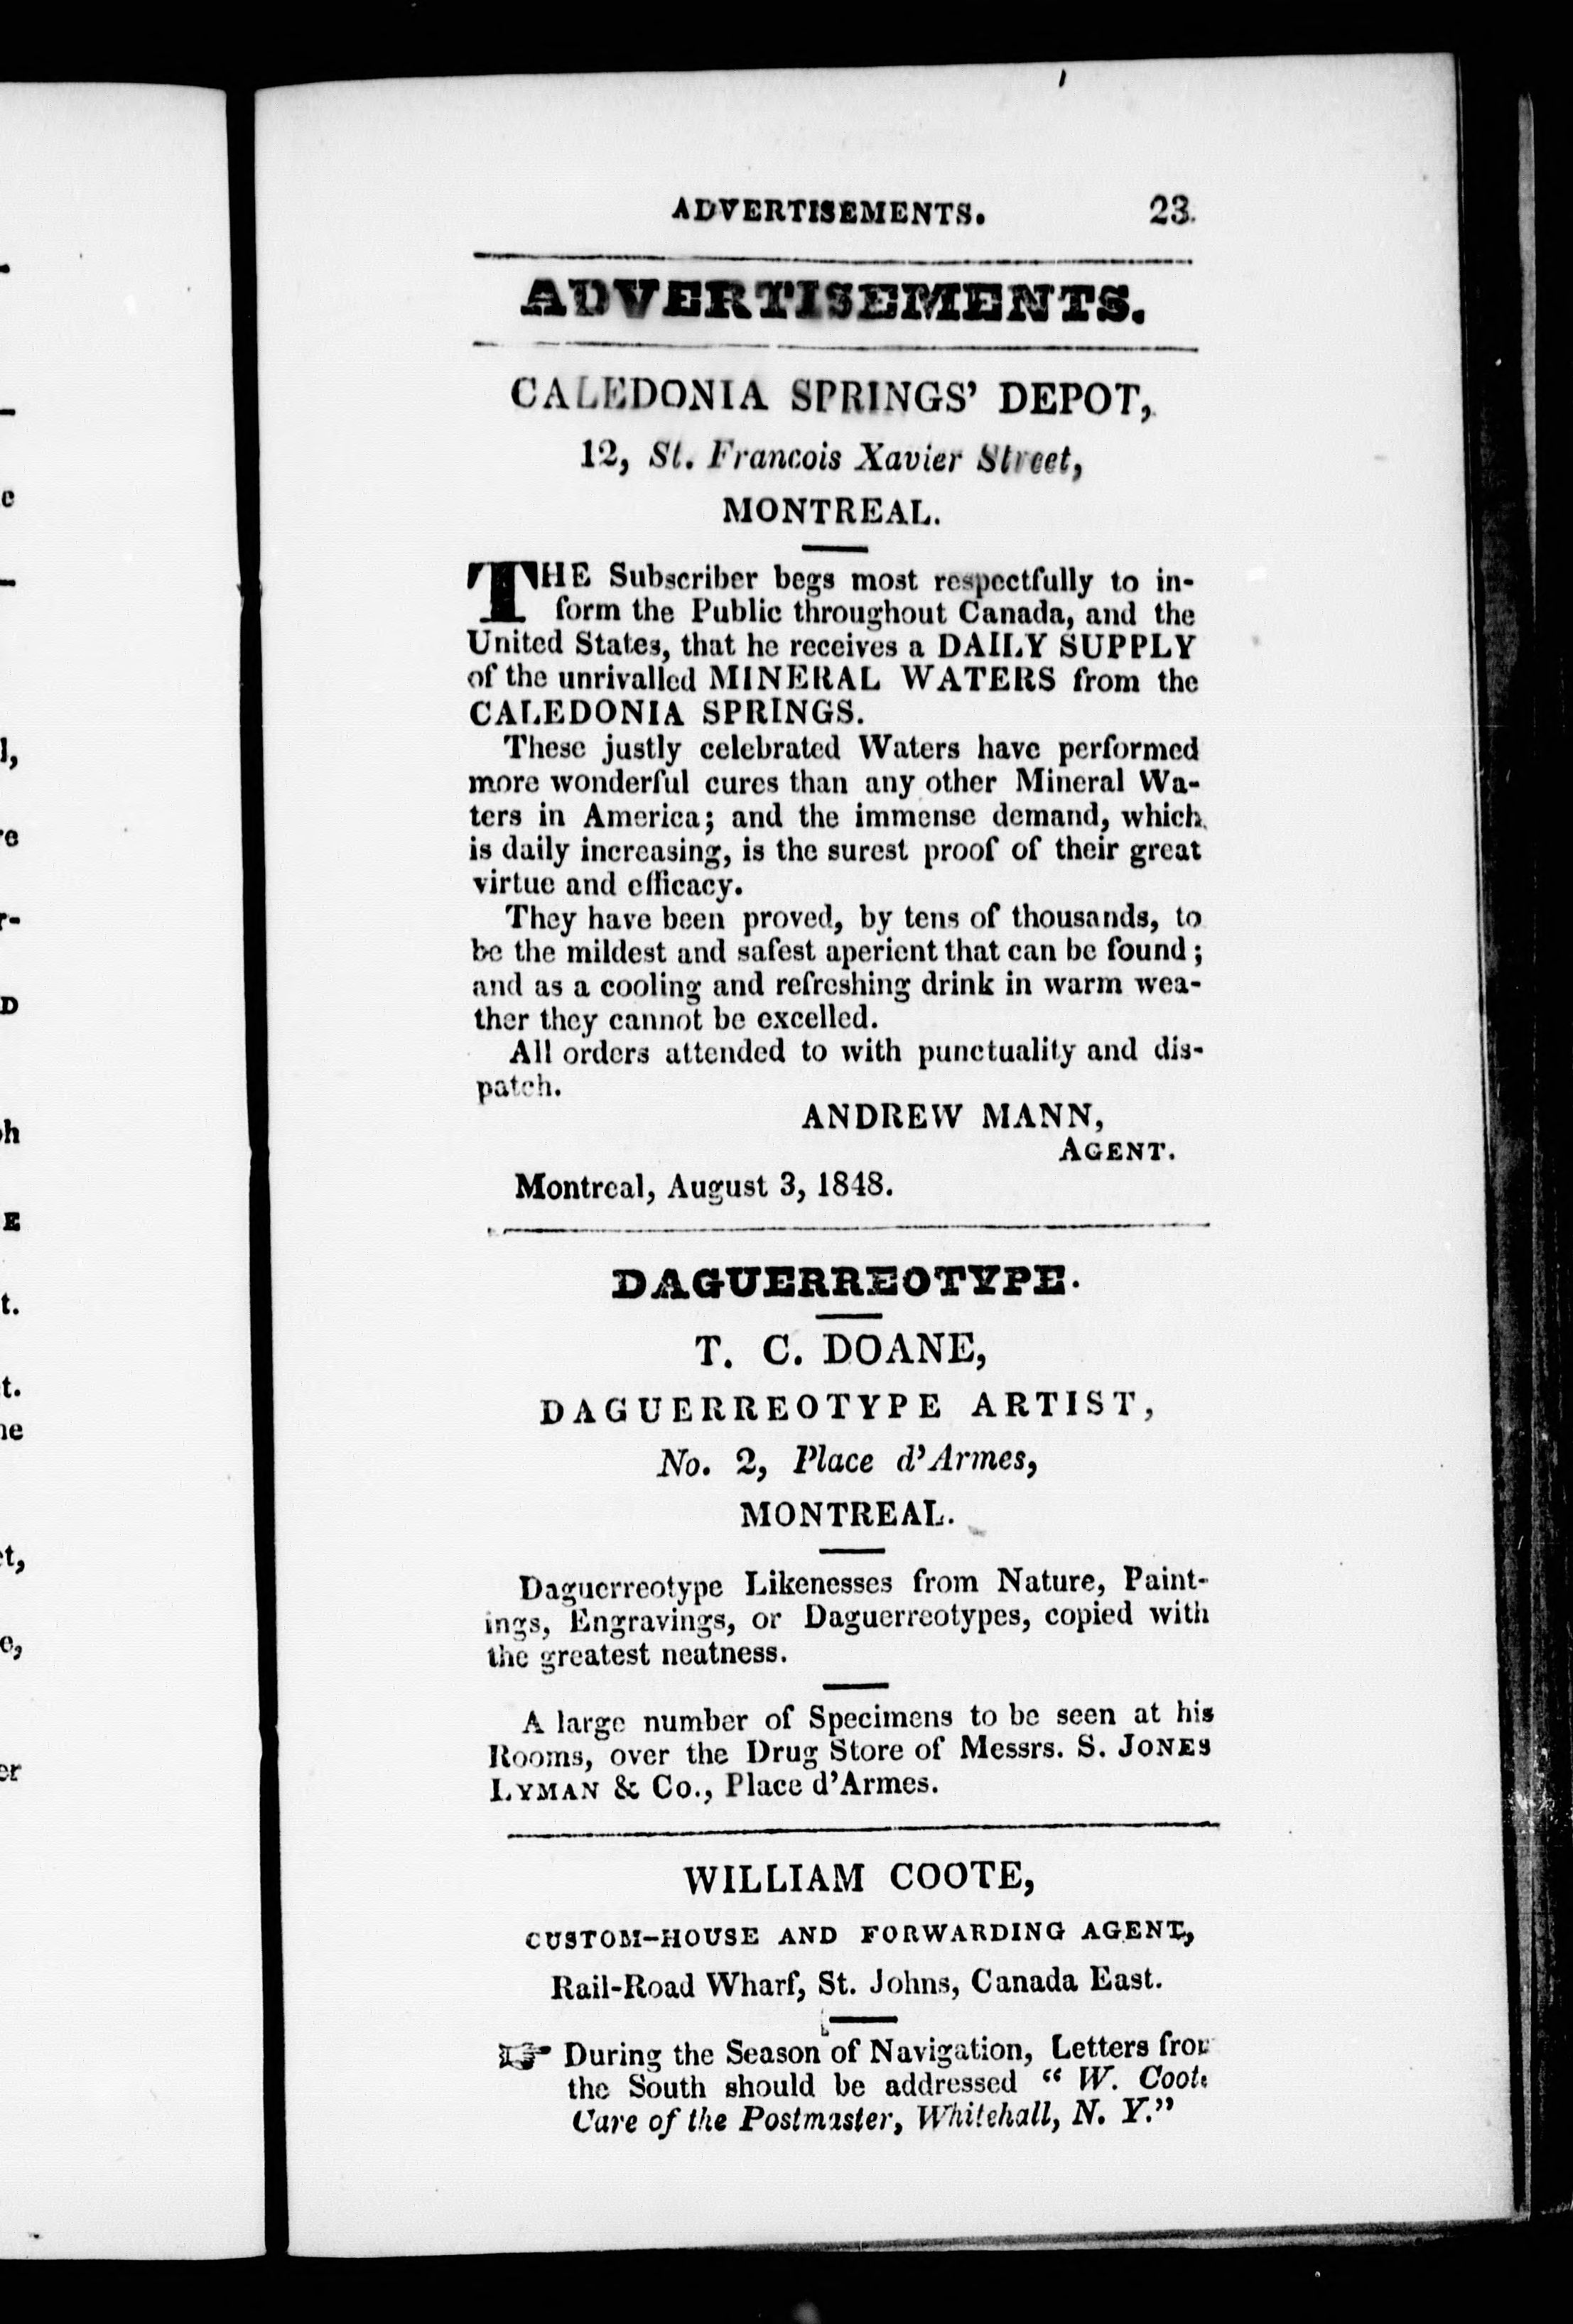 ADVERTISEMENTS. 23.
ADVERTISEMENTS.
CALEDONIA SPRINGS' DEPOT,
12, St. Francois Xavier Street,
MONTREAL.
THE Subscriber begs most respectfully to in-
form the Public throughout Canada, and the
United States, that he receives a DAILY SUPPLY
of the unrivalled MINERAL WATERS from the
CALEDONIA SPRINGS.
These justly celebrated Waters have performed
more wonderful cures than any other Mineral Wa-
ters in America; and the immense demand, which
is daily increasing, is the surest proof of their great
virtue and efficacy.
They have been proved, by tens of thousands, to
be the mildest and safest aperient that can be found;
and as a cooling and refreshing drink in warm wea-
ther they cannot be excelled.
All orders attended to with punctuality and dis-
patch.
ANDREW MANN,
AGENT.
Montreal, August 3, 1848.
DAGUERREOTYPE.
T. C. DOANE,
DAGUERREOTYPE ARTIST,
No. 2, Place d'Armes,
MONTREAL.
Daguerreotype Likenesses from Nature, Paint-
ings, Engravings, or Daguerreotypes, copied with
the greatest neatness.
A large number of Specimens to be seen at his
Rooms, over the Drug Store of Messrs. S. JONES
LYMAN & Co., Place d'Armes.
WILLIAM COOTE,
CUSTOM-HOUSE AND FORWARDING AGENT,
Rail-Road Wharf, St. Johns, Canada East.
☞ During the Season of Navigation, Letters from
the South should be addressed "W. Coote
Care of the Postmaster, Whitehall, N. Y."